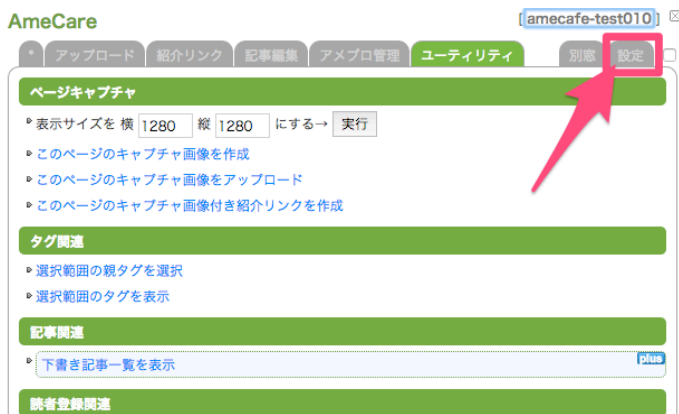 AmeCare [amecafe-test010]
* アップロード 紹介リンク 記事編集 アメブロ管理 ユーティリティ 別窓 設定
ページキャプチャ
表示サイズを 横 1280 縦 1280 にする→ 実行
このページのキャプチャ画像を作成
このページのキャプチャ画像をアップロード
このページのキャプチャ画像付き紹介リンクを作成
タグ関連
選択範囲の親タグを選択
選択範囲のタグを表示
記事関連
下書き記事一覧を表示 plus
読者登録関連